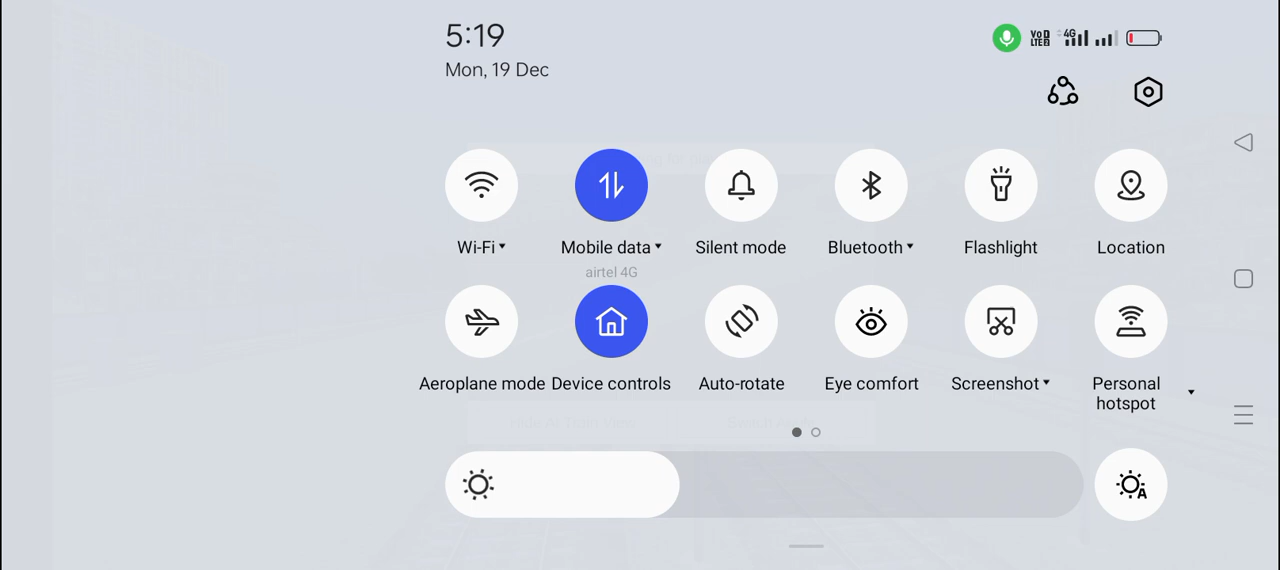 5:19
Mon, 19 Dec
4G
Wi-Fi
Mobile data
Silent mode
Bluetooth
Flashlight
Location
airtel 4G
Aeroplane mode
Device controls
Auto-rotate
Eye comfort
Screenshot
Personal
hotspot
A